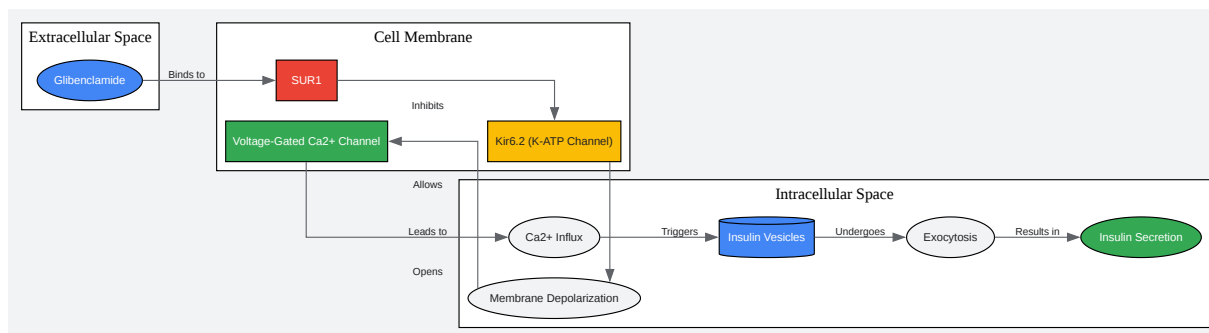 Extracellular Space
Cell Membrane
Glibenclamide
Binds to
SUR1
Inhibits
Voltage-Gated Ca2+ Channel
Kir6.2 (K-ATP Channel)
Allows
Intracellular Space
Leads to
Ca2+ Influx
Triggers
Insulin Vesicles
Undergoes
Exocytosis
Results in
Insulin Secretion
Opens
Membrane Depolarization